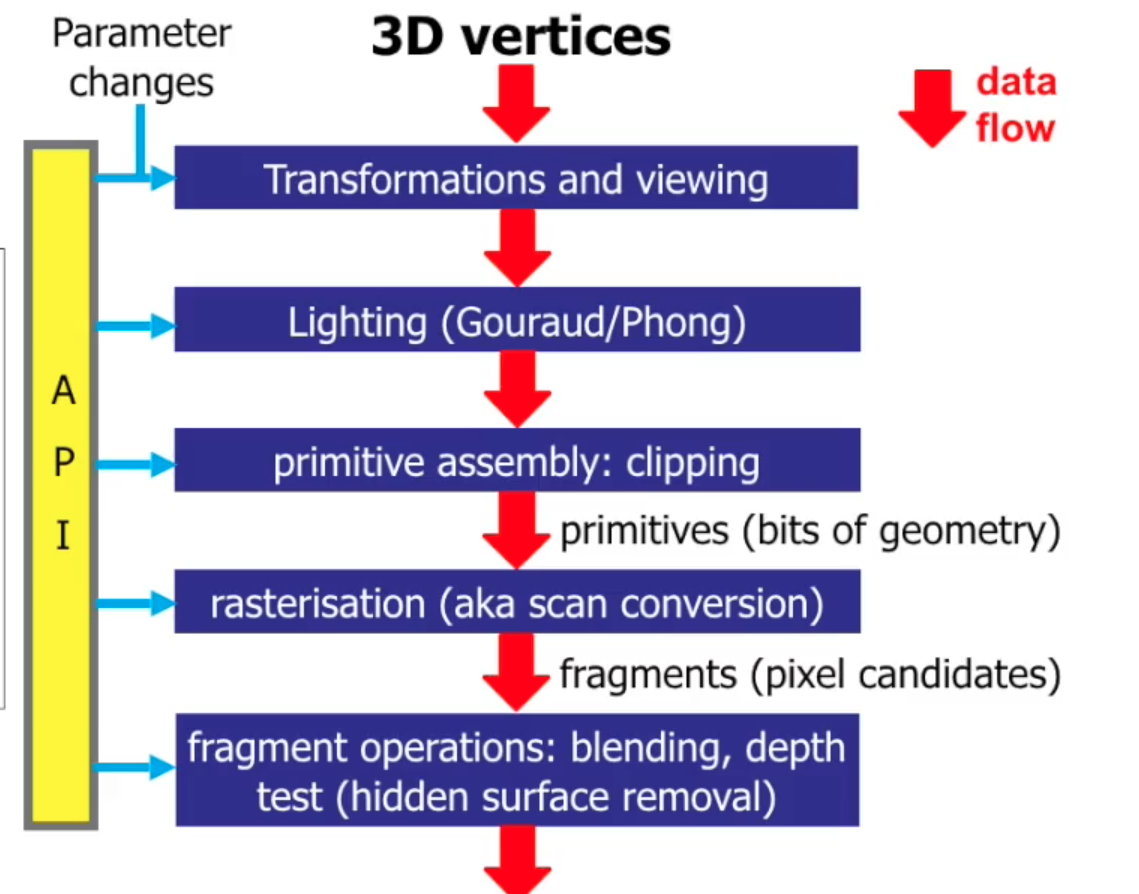 Parameter
changes
3D vertices
data
flow
Transformations and viewing
Lighting (Gouraud/Phong)
A
P
I
primitive assembly: clipping
primitives (bits of geometry)
rasterisation (aka scan conversion)
fragments (pixel candidates)
fragment operations: blending, depth
test (hidden surface removal)